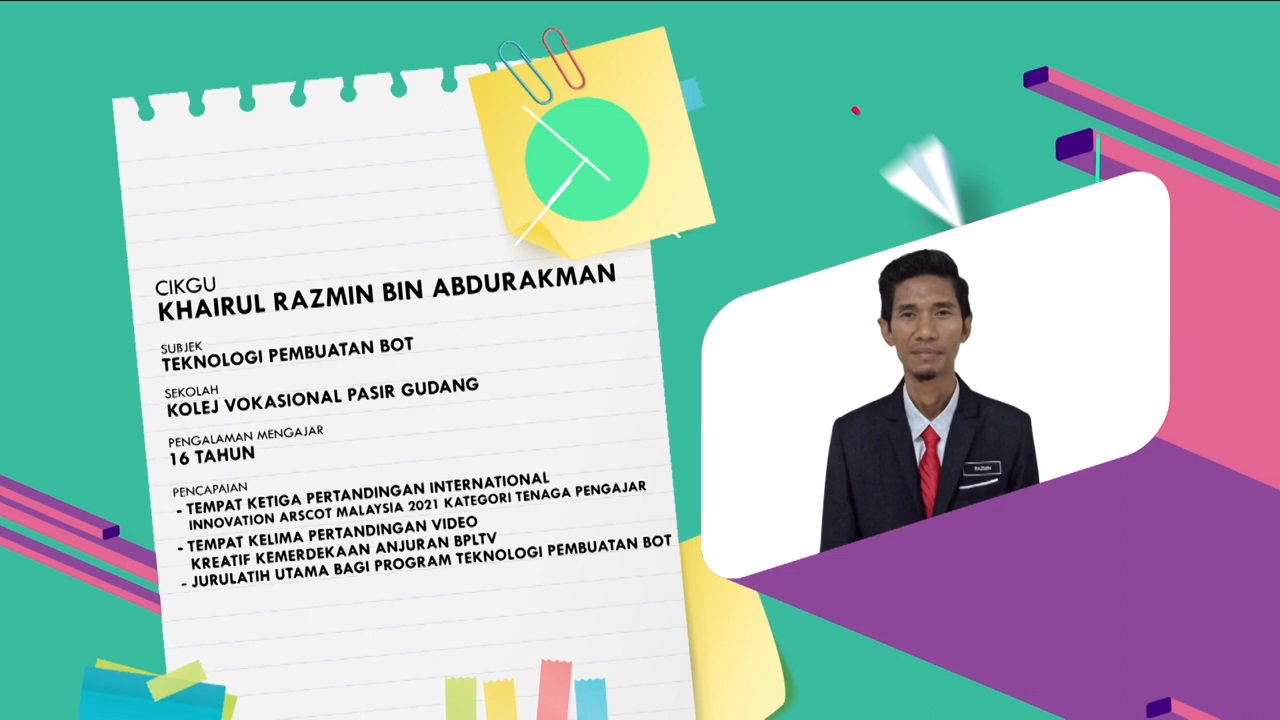 CIKGU
KHAIRUL RAZMIN BIN ABDURAKMAN
SUBJEK
TEKNOLOGI PEMBUATAN BOT
SEKOLAH
KOLEJ VOKASIONAL PASIR GUDANG
PENGALAMAN MENGAJAR
16 TAHUN
PENCAPAIAN
- TEMPAT KETIGA PERTANDINGAN INTERNATIONAL
INNOVATION ARSCOT MALAYSIA 2021 KATEGORI TENAGA PENGAJAR
- TEMPAT KELIMA PERTANDINGAN VIDEO
KREATIF KEMERDEKAAN ANJURAN BPLTV
- JURULATIH UTAMA BAGI PROGRAM TEKNOLOGI PEMBUATAN BOT
RAZMIN